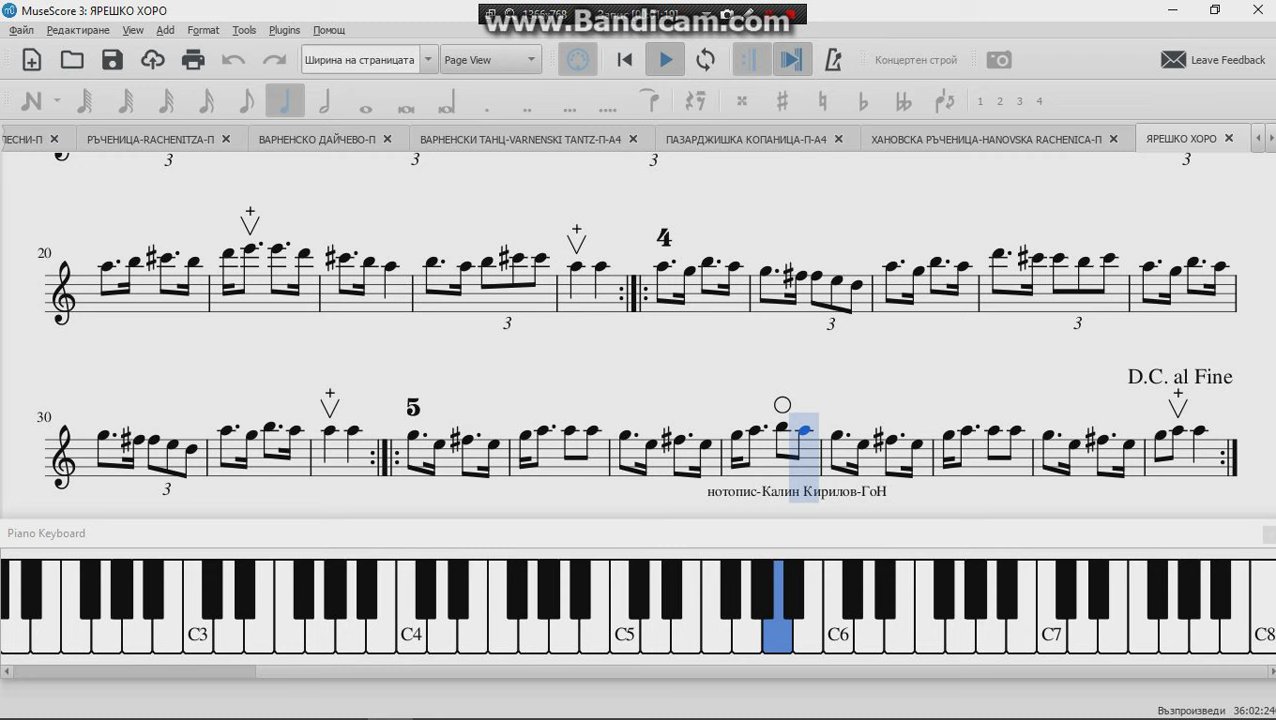 MuseScore 3: ЯРЕШКО ХОРО
www.Bandicam.com
Файл Редактиране View Add Format Tools Plugins Помощ
Ширина на страницата Page View Концертен строй Leave Feedback
1 2 3 4
ПЕСНИ-П РЪЧЕНИЦА-RACHENITZA-П ВАРНЕНСКО ДАЙЧЕВО-П ВАРНЕНСКИ ТАНЦ-VARNENSKI TANTZ-П-А4 ПАЗАРДЖИШКА КОПАНИЦА-П-А4 ХАНОВСКА РЪЧЕНИЦА-HANOVSKA RACHENICA-П ЯРЕШКО ХОРО
3 3 3 3
20 4
3 3 3
D.C. al Fine
30 5
3
нотопис-Калин Кирилов-ГоН
Piano Keyboard
C3 C4 C5 C6 C7 C8
Възпроизведи 36:02:24